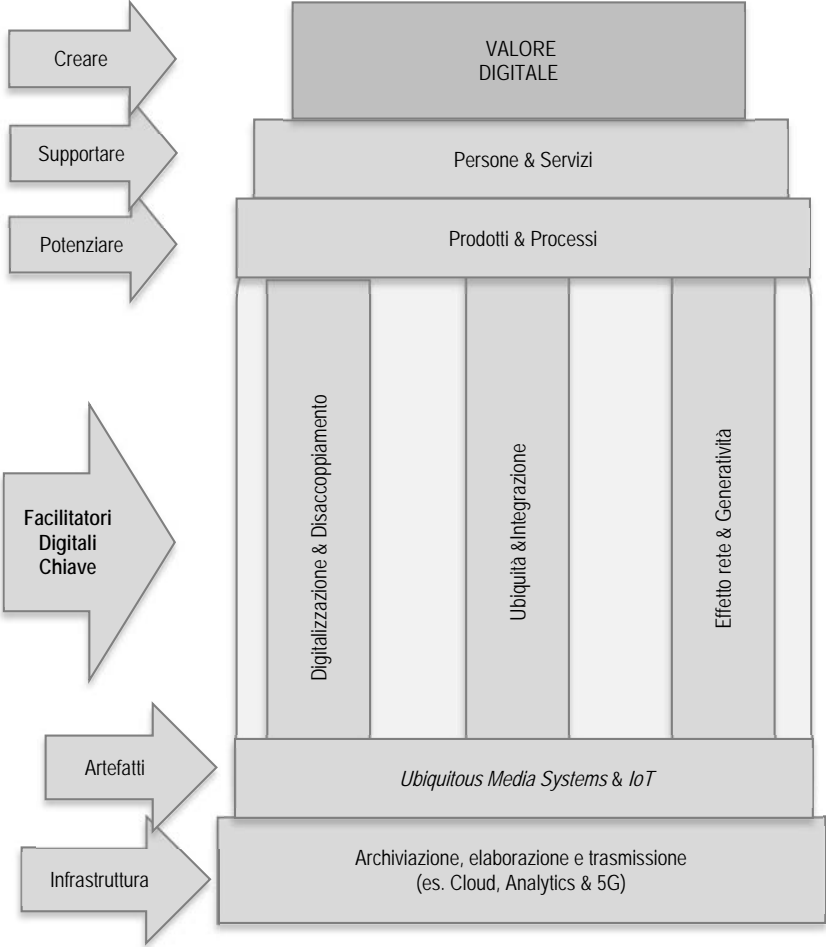 Creare
VALORE
DIGITALE
Supportare
Persone & Servizi
Potenziare
Prodotti & Processi
Facilitatori
Digitali
Chiave
Digitalizzazione & Disaccoppiamento
Ubiquità &Integrazione
Effetto rete & Generatività
Artefatti
Ubiquitous Media Systems & IoT
Infrastruttura
Archiviazione, elaborazione e trasmissione
(es. Cloud, Analytics & 5G)